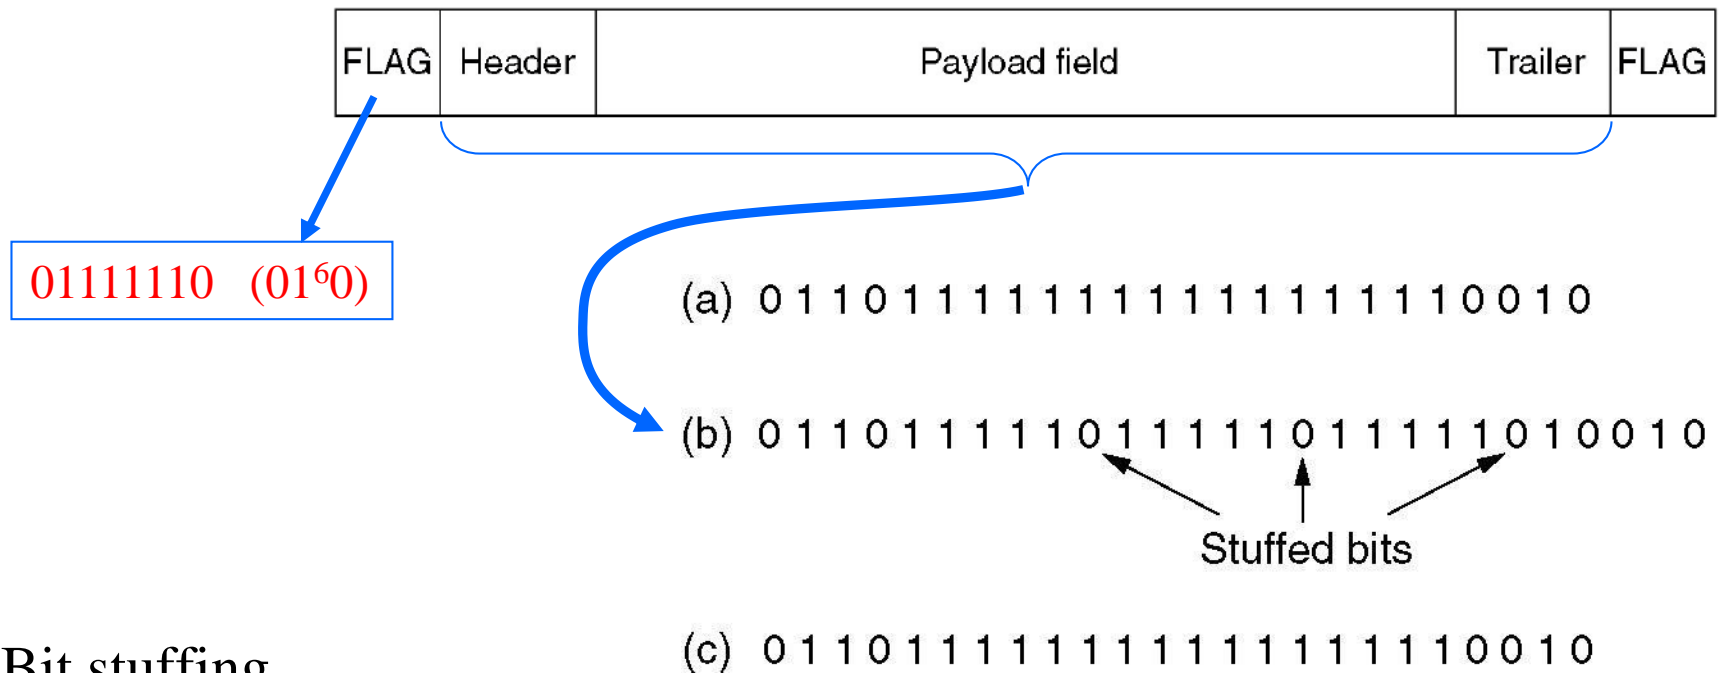 FLAG Header Payload field Trailer FLAG
01111110 (01⁶0)
(a) 0 1 1 0 1 1 1 1 1 1 1 1 1 1 1 1 1 1 1 1 0 0 1 0
(b) 0 1 1 0 1 1 1 1 1 0 1 1 1 1 1 0 1 1 1 1 1 0 1 0 0 1 0
Stuffed bits
(c) 0 1 1 0 1 1 1 1 1 1 1 1 1 1 1 1 1 1 1 1 0 0 1 0
Bit stuffing